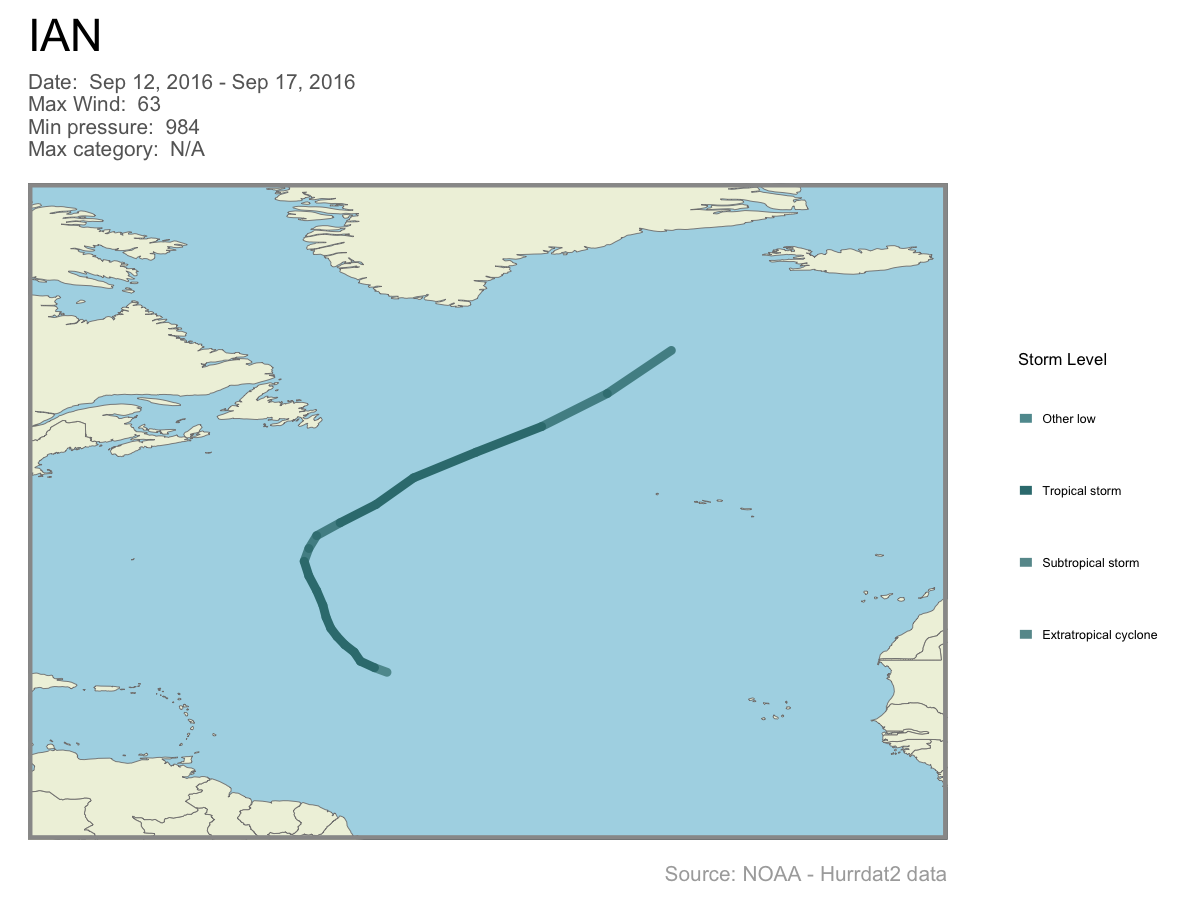 IAN
Date:  Sep 12, 2016 - Sep 17, 2016
Max Wind:  63
Min pressure:  984
Max category:  N/A
Storm Level
Other low
Tropical storm
Subtropical storm
Extratropical cyclone
Source: NOAA - Hurrdat2 data